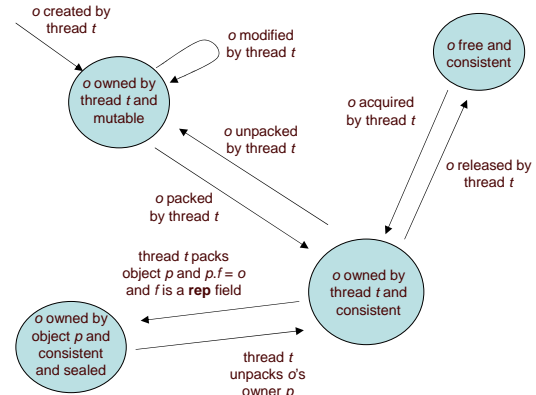 o created by
thread t
o modified
by thread t
o free and
consistent
o owned by
thread t and
mutable
o acquired
by thread t
o unpacked
by thread t
o released by
thread t
o packed
by thread t
thread t packs
object p and p.f = o
and f is a rep field
o owned by
thread t and
consistent
o owned by
object p and
consistent
and sealed
thread t
unpacks o's
owner p